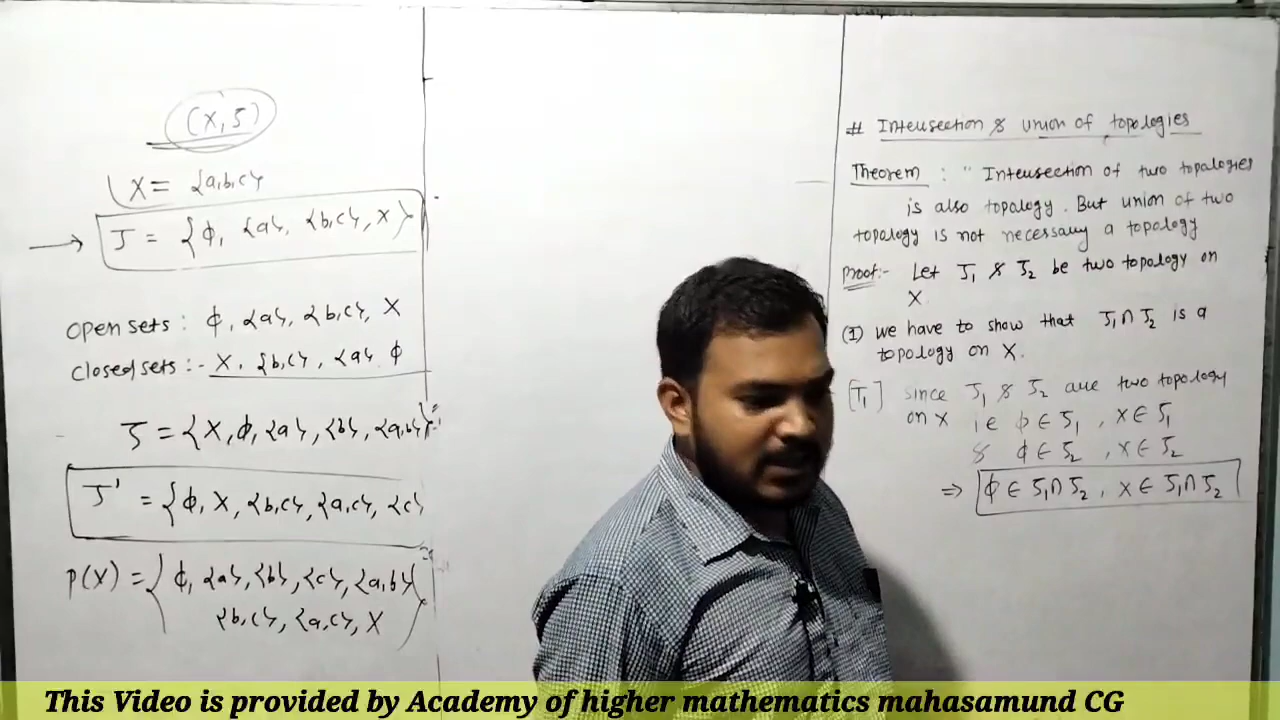 (X, J)
X = {a,b,c}
J = {ϕ, {a}, {b,c}, X}
open sets : ϕ, {a}, {b,c}, X
closed sets :- X, {b,c}, {a} ϕ
J = {X, ϕ, {a}, {b}, {a,b}}
J' = {ϕ, X, {b,c}, {a,c}, {c}
P(X) = { ϕ, {a}, {b}, {c}, {a,b}
{b,c}, {a,c}, X }
# Intersection & union of topologies
Theorem : " Intersection of two topalogies
is also topology. But union of two
topology is not necessary a topology
Proof:- Let J₁ & J₂ be two topology on
X.
(I) we have to show that J₁∩J₂ is a
topology on X.
[T₁] since J₁ & J₂ are two topology
on X ie ϕ ∈ J₁ , X ∈ J₁
& ϕ ∈ J₂ , X ∈ J₂
⇒ ϕ ∈ J₁∩J₂ , X ∈ J₁∩J₂
This Video is provided by Academy of higher mathematics mahasamund CG